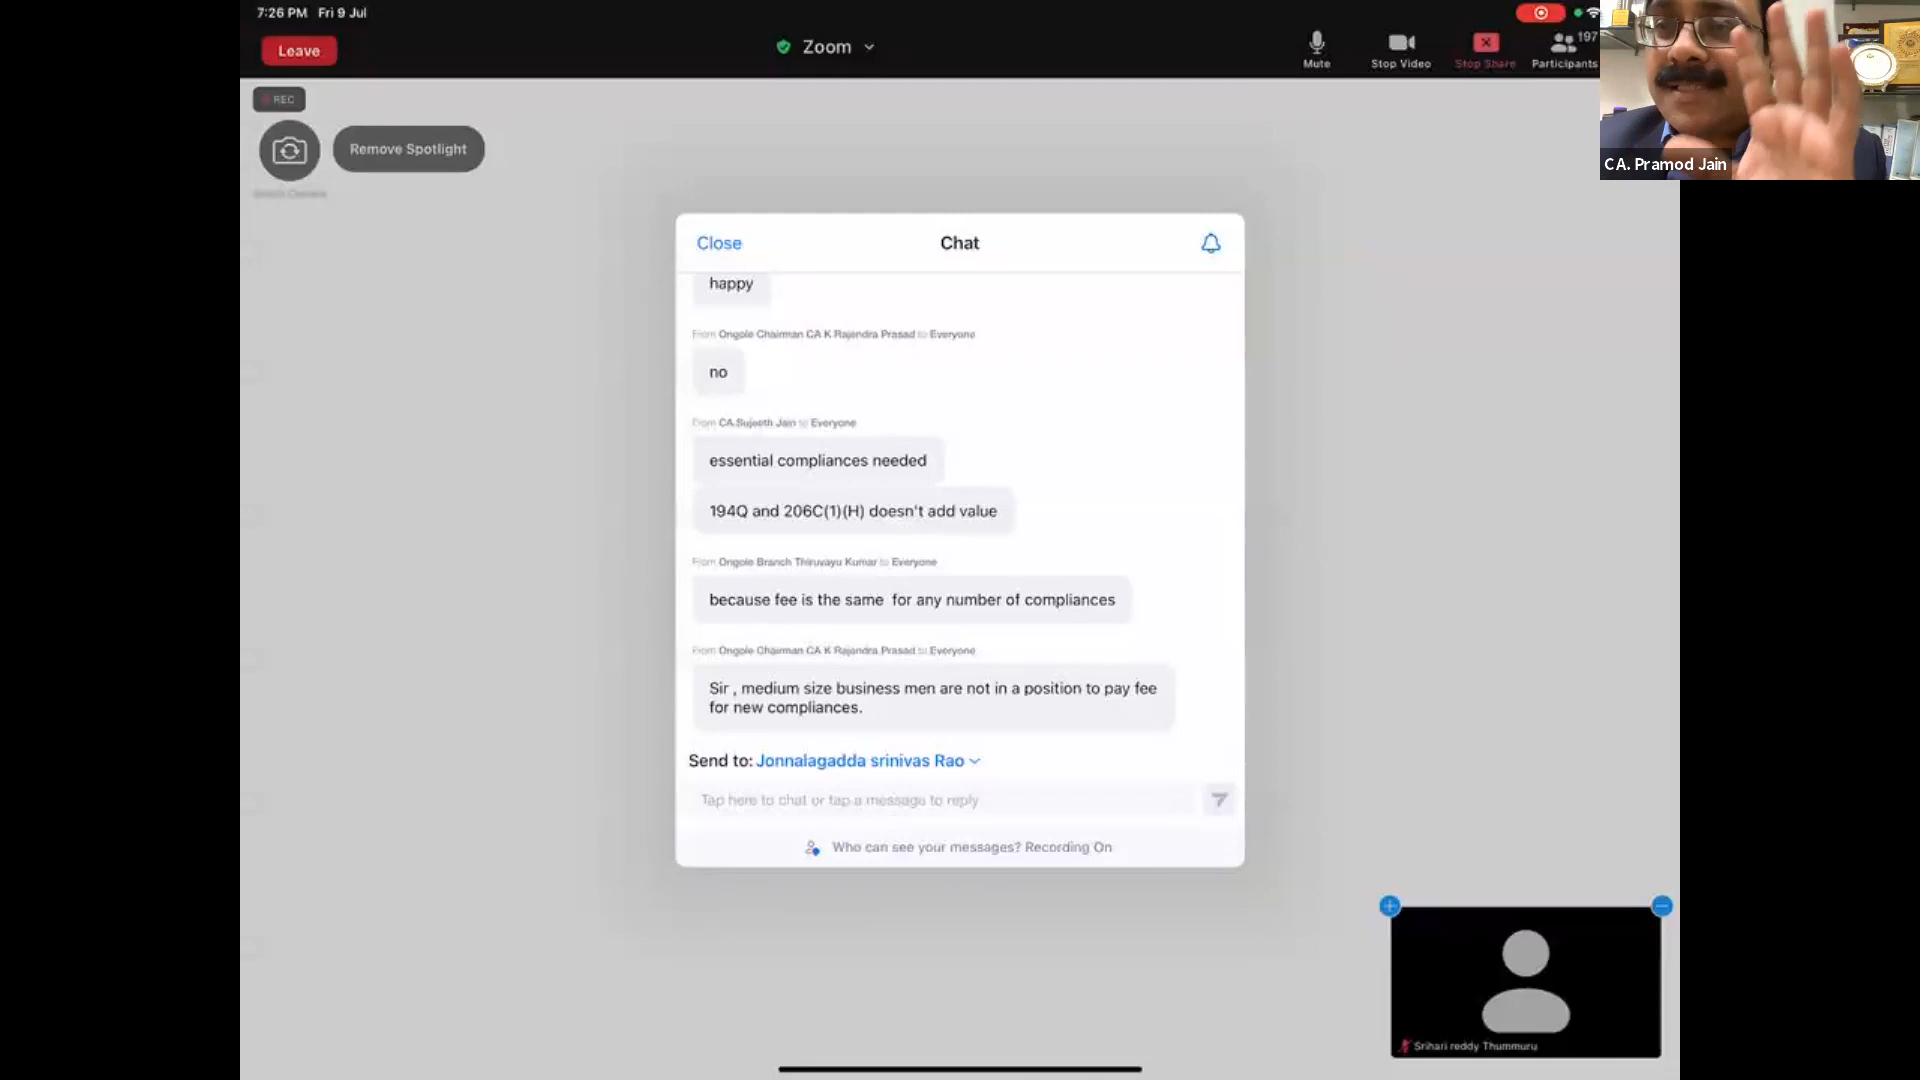 7:26 PM Fri 9 Jul
Leave
Zoom
Mute
Stop Video
Stop Share
197
Participants
CA. Pramod Jain
REC
Remove Spotlight
Switch Camera
Close
Chat
happy
From Ongole Chairman CA K Rajendra Prasad to Everyone
no
From CA.Sujeeth Jain to Everyone
essential compliances needed
194Q and 206C(1)(H) doesn't add value
From Ongole Branch Thiruvayu Kumar to Everyone
because fee is the same for any number of compliances
From Ongole Chairman CA K Rajendra Prasad to Everyone
Sir , medium size business men are not in a position to pay fee
for new compliances.
Send to: Jonnalagadda srinivas Rao
Tap here to chat or tap a message to reply
Who can see your messages? Recording On
Srihari reddy Thummuru